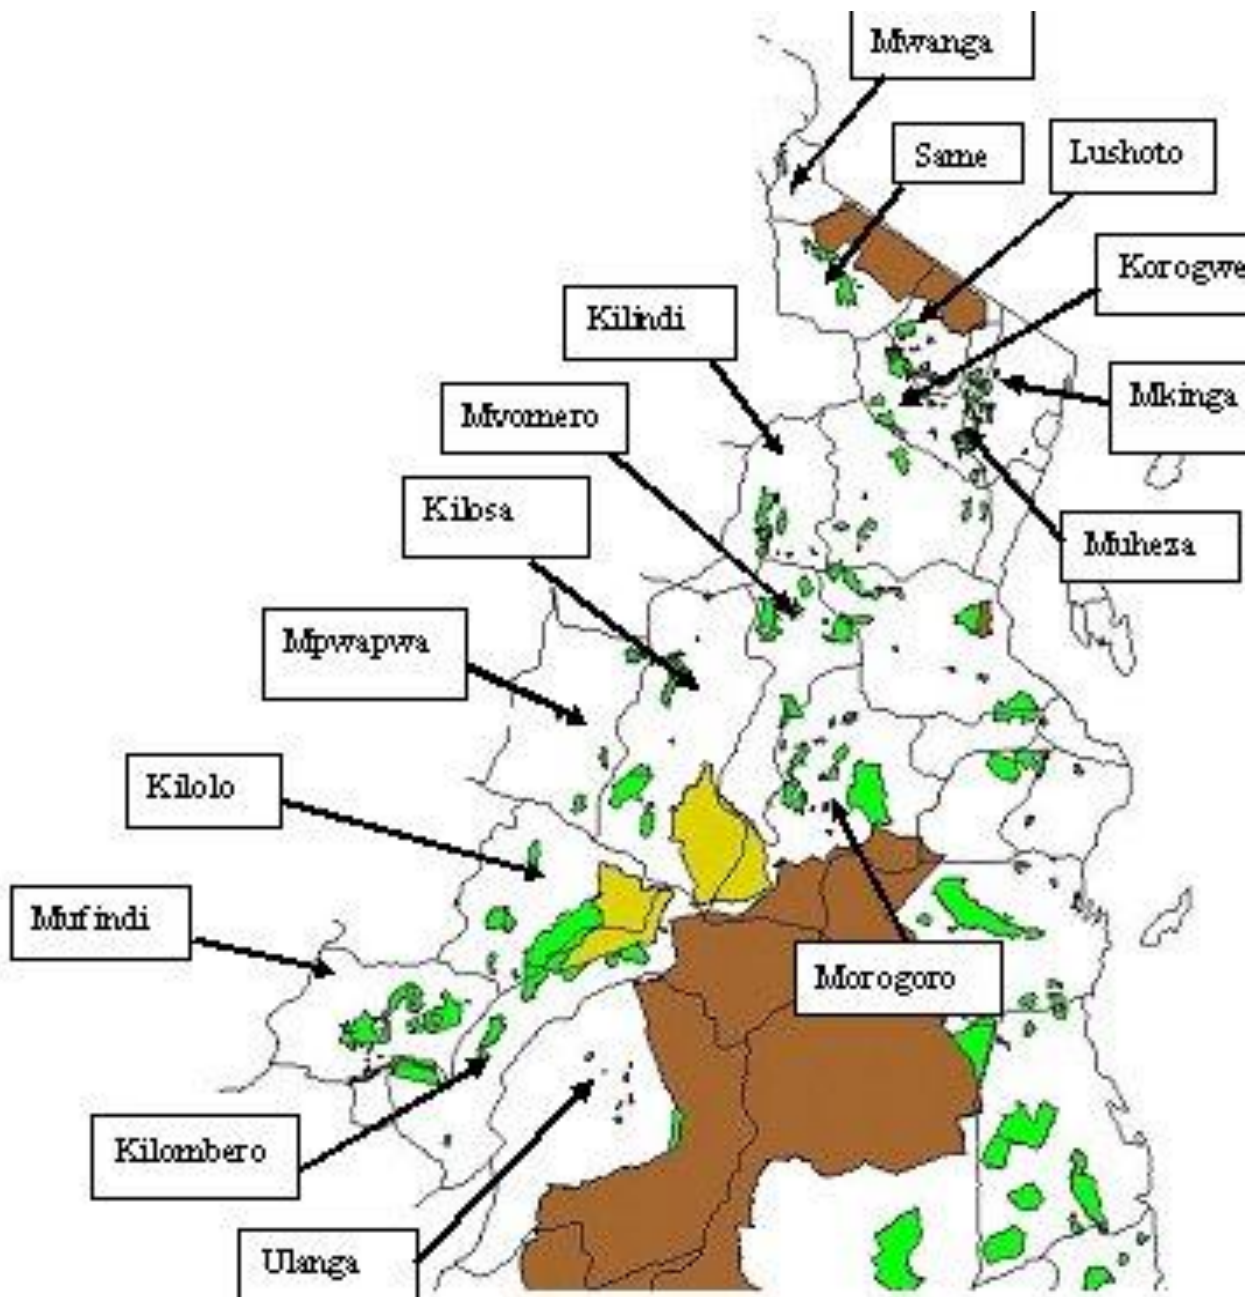 Mwanga
Same
Lushoto
Korogwe
Kilindi
Mkinga
Mvomero
Kilosa
Muheza
Mpwapwa
Kilolo
Mufindi
Morogoro
Kilombero
Ulanga